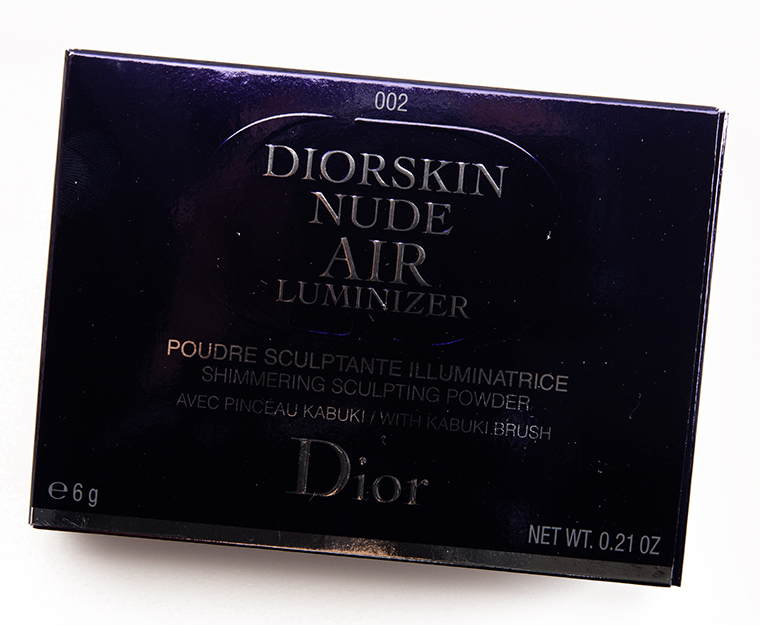 002
DIORSKIN
NUDE
AIR
LUMINIZER
POUDRE SCULPTANTE ILLUMINATRICE
SHIMMERING SCULPTING POWDER
AVEC PINCEAU KABUKI / WITH KABUKI BRUSH
Dior
℮ 6 g
NET WT. 0.21 OZ